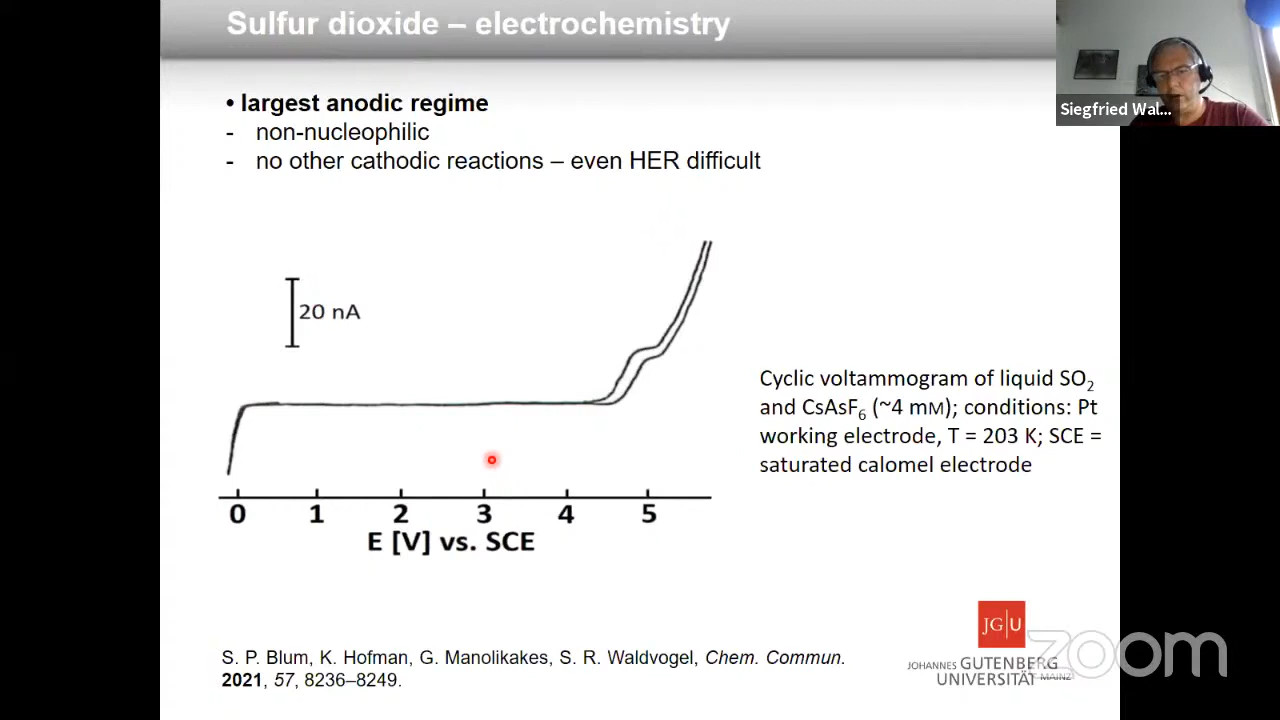 Sulfur dioxide – electrochemistry
• largest anodic regime
- non-nucleophilic
- no other cathodic reactions – even HER difficult
Siegfried Wal...
20 nA
0 1 2 3 4 5
E [V] vs. SCE
Cyclic voltammogram of liquid SO₂
and CsAsF₆ (~4 mM); conditions: Pt
working electrode, T = 203 K; SCE =
saturated calomel electrode
S. P. Blum, K. Hofman, G. Manolikakes, S. R. Waldvogel, Chem. Commun.
2021, 57, 8236–8249.
JG|U
JOHANNES GUTENBERG
UNIVERSITÄT MAINZ
zoom